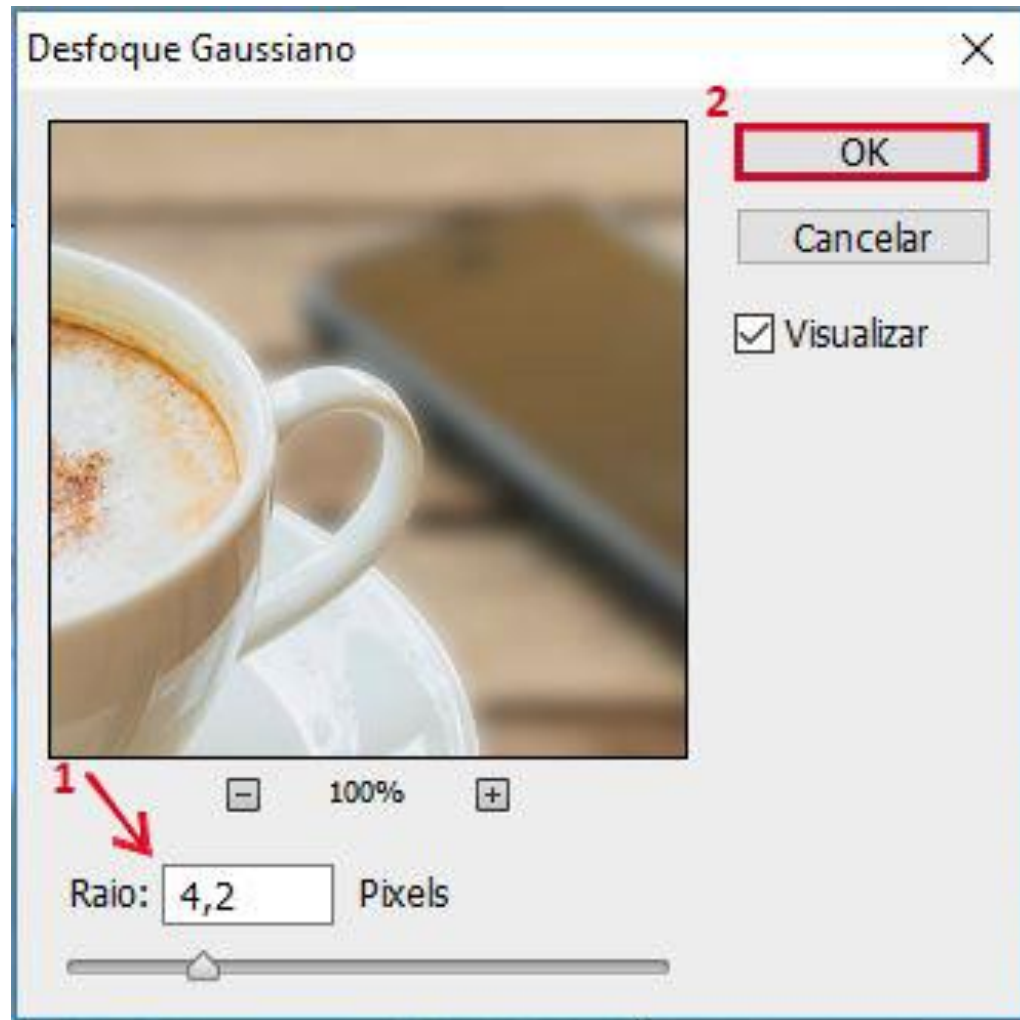 Desfoque Gaussiano
2
OK
Cancelar
Visualizar
1
100%
Raio: 4,2 Pixels